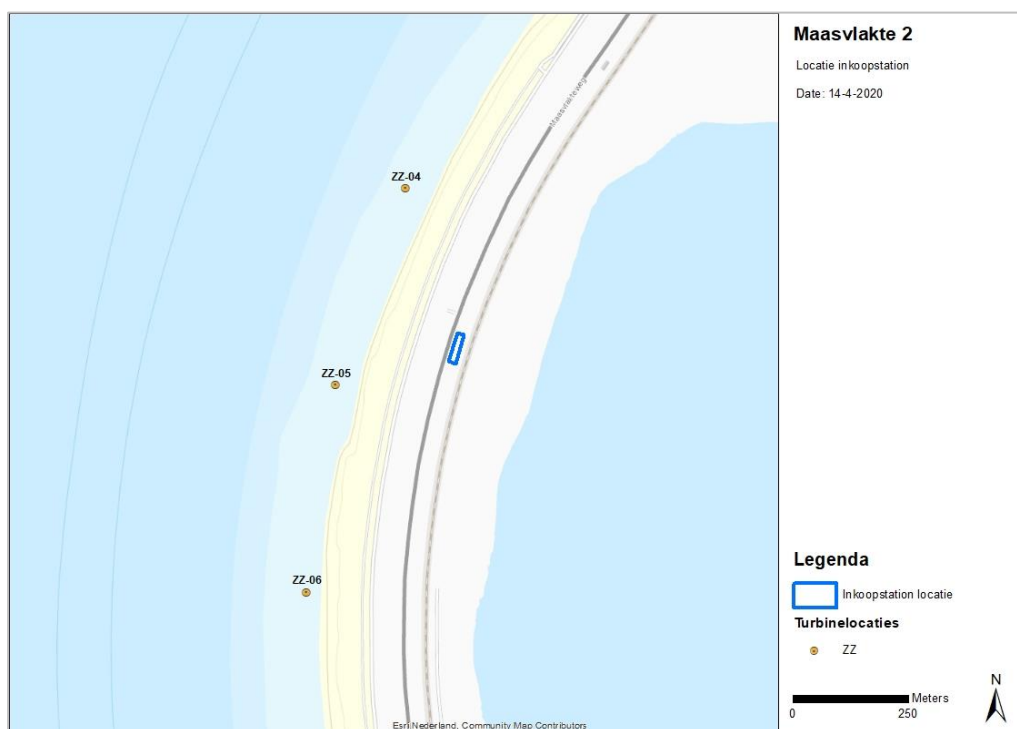 Maasvlakte 2
Locatie inkoopstation
Date: 14-4-2020
Maasvlakteweg
ZZ-04
ZZ-05
ZZ-06
Legenda
Inkoopstation locatie
Turbinelocaties
ZZ
N
Meters
0 250
Esri Nederland, Community Map Contributors